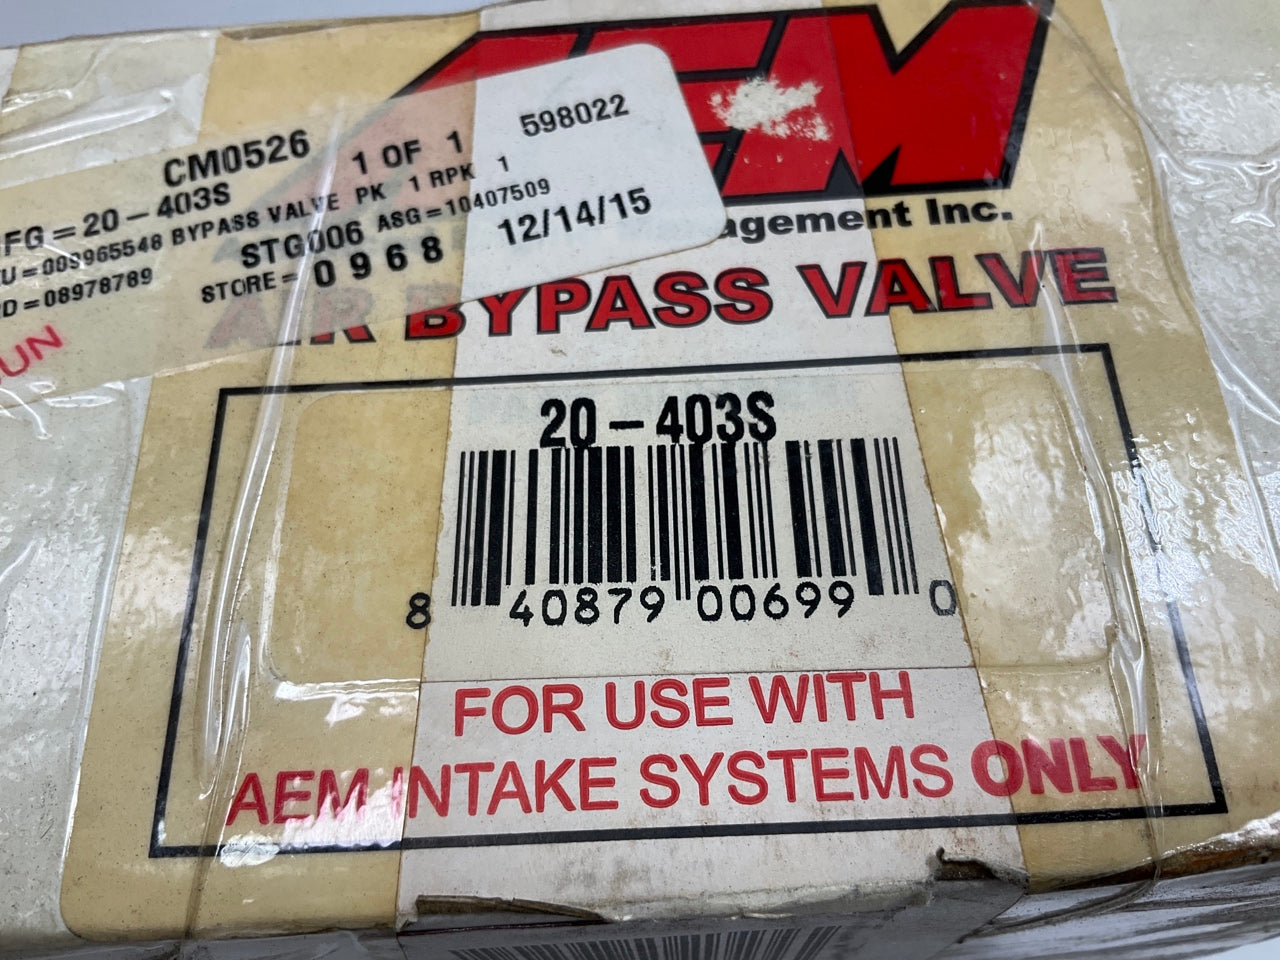 CM0526
1 OF 1
598022
FG=20-403S
U=009965548 BYPASS VALVE PK 1 RPK 1
D=08978789
STG006 ASG=10407509
STORE=0968
12/14/15
UN
AEM
agement Inc.
AIR BYPASS VALVE
20-403S
8 40879 00699 0
FOR USE WITH
AEM INTAKE SYSTEMS ONLY